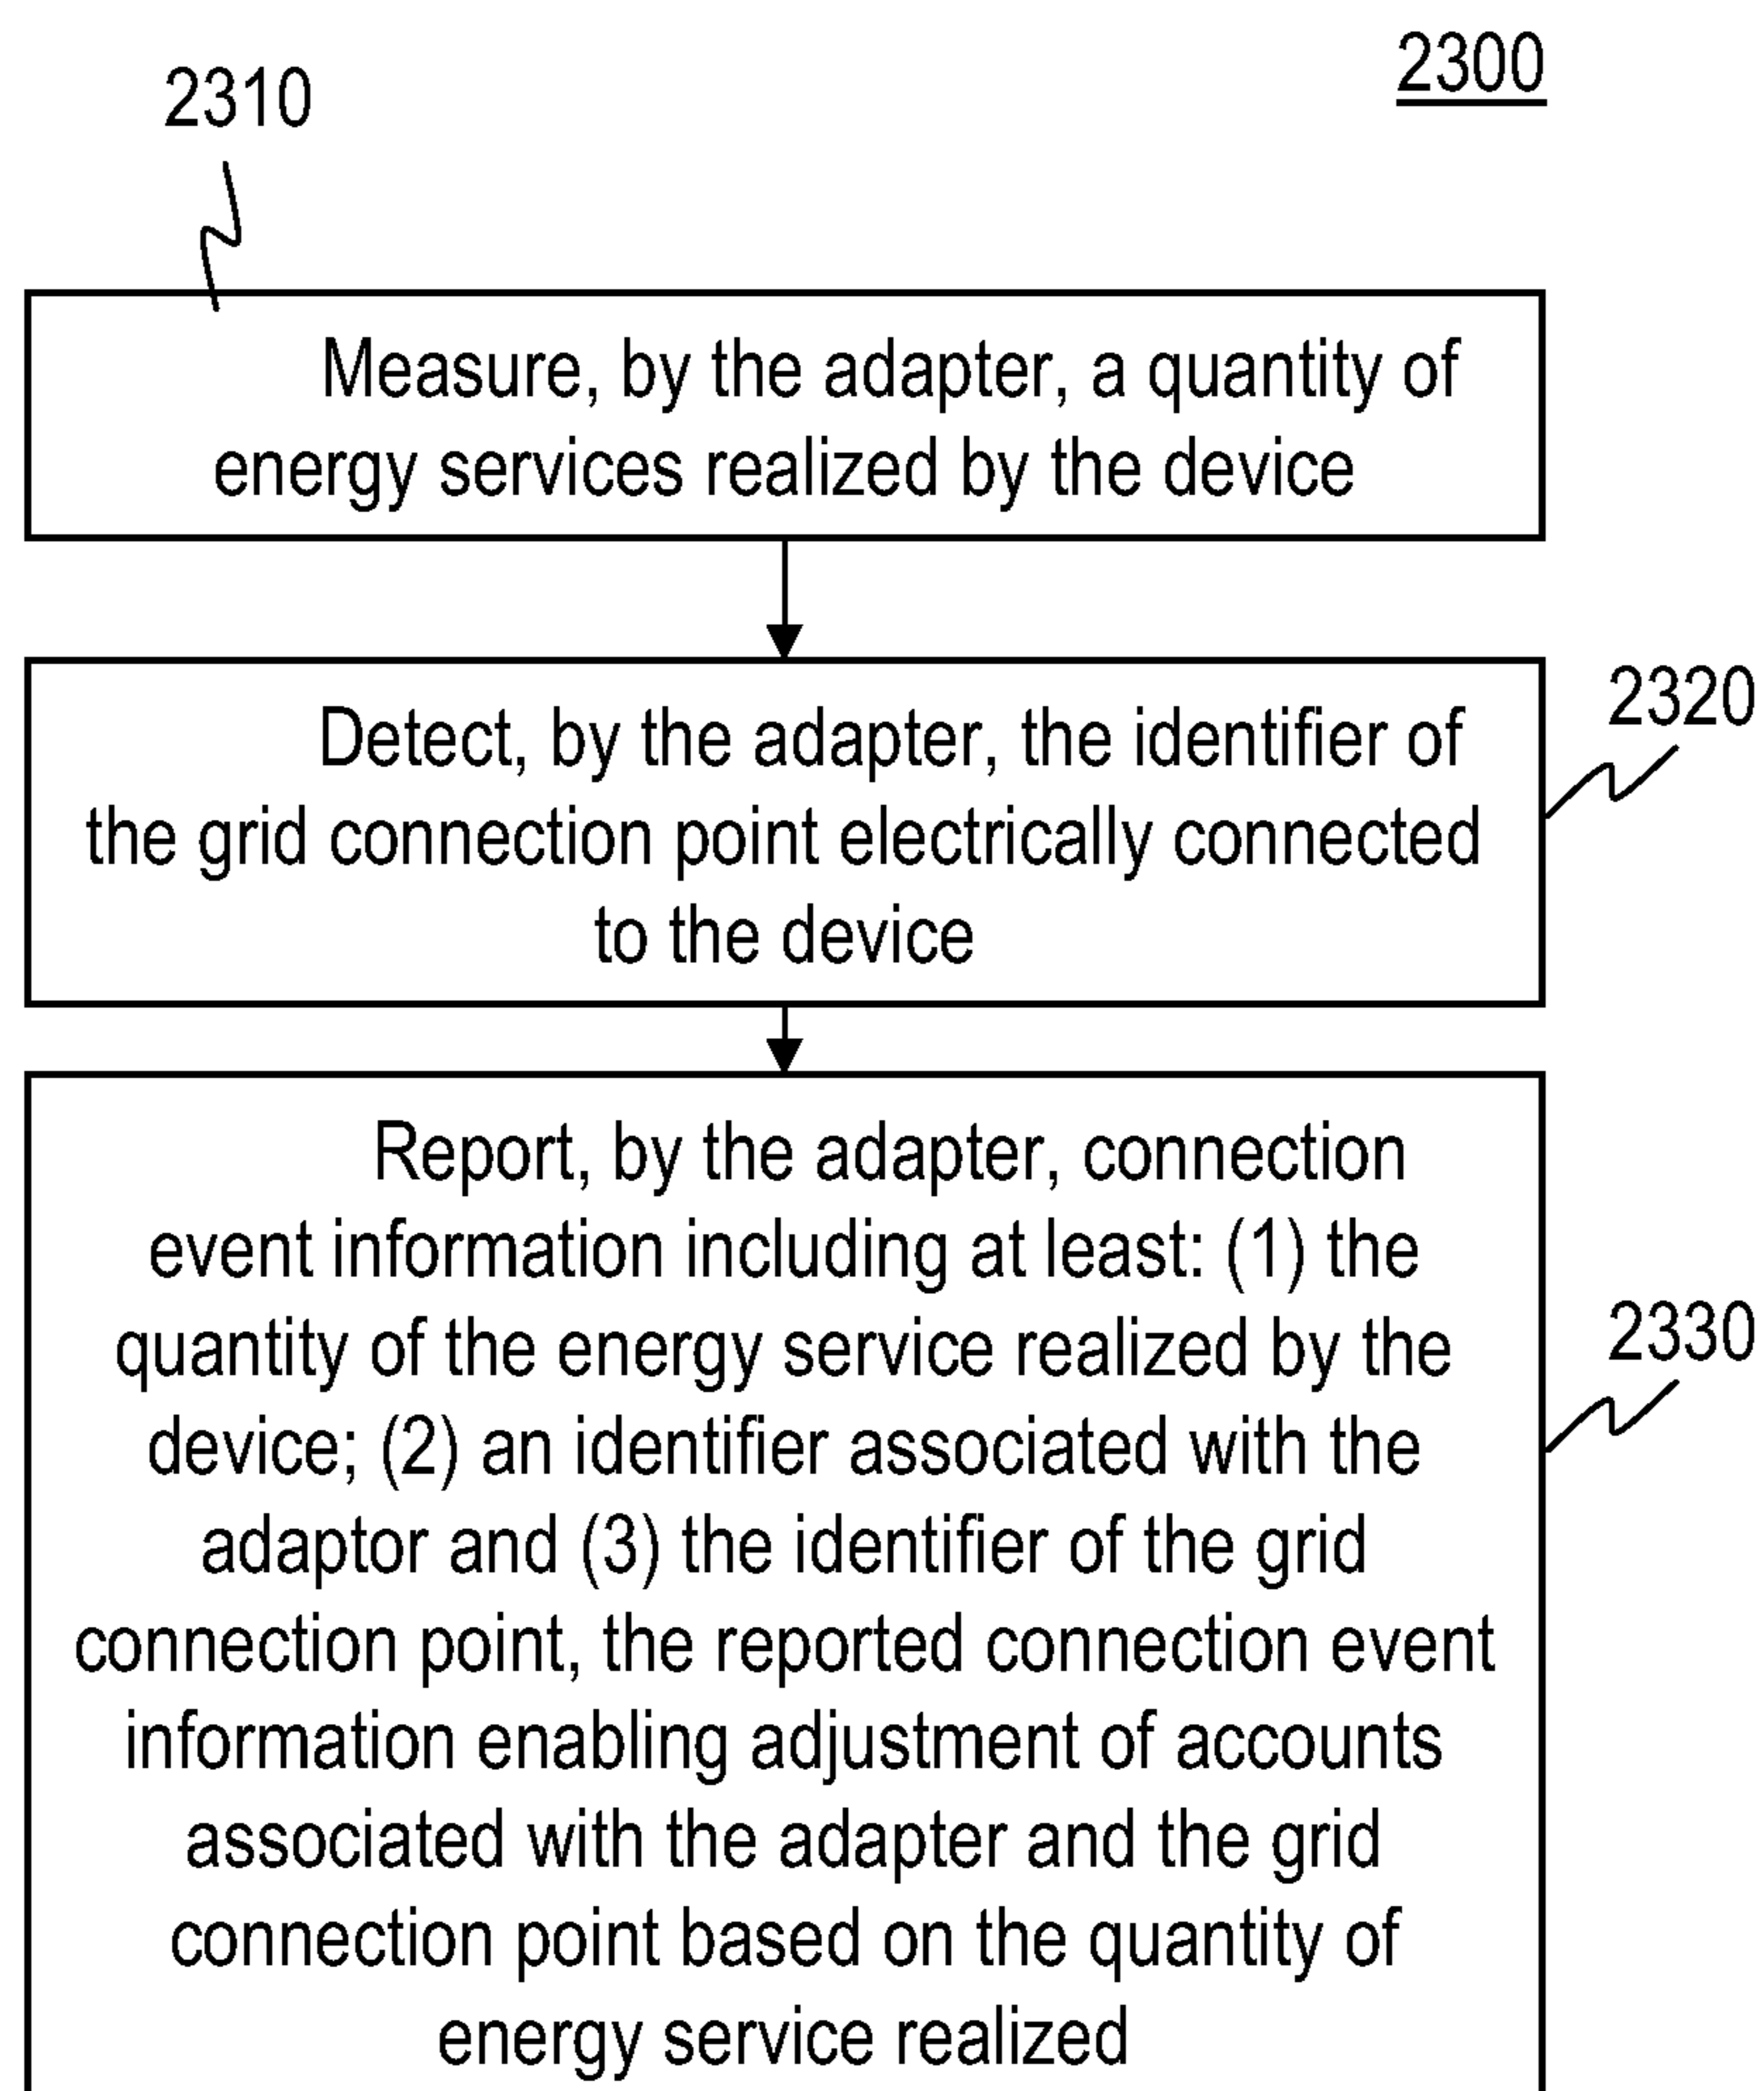 2300
2310
Measure, by the adapter, a quantity of
energy services realized by the device
Detect, by the adapter, the identifier of
the grid connection point electrically connected
to the device
2320
Report, by the adapter, connection
event information including at least: (1) the
quantity of the energy service realized by the
device; (2) an identifier associated with the
adaptor and (3) the identifier of the grid
connection point, the reported connection event
information enabling adjustment of accounts
associated with the adapter and the grid
connection point based on the quantity of
energy service realized
2330